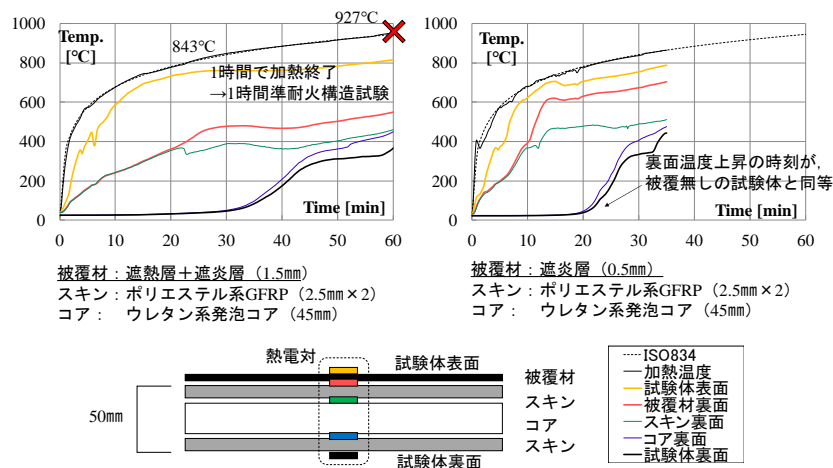 1000
800
600
400
200
0
Temp.
[℃]
843℃
927℃
1時間で加熱終了
→1時間準耐火構造試験
Time [min]
0 10 20 30 40 50 60
被覆材：遮熱層＋遮炎層（1.5㎜）
スキン：ポリエステル系GFRP（2.5㎜×2）
コア： ウレタン系発泡コア（45㎜）
1000
800
600
400
200
0
Temp.
[℃]
裏面温度上昇の時刻が,
被覆無しの試験体と同等
Time [min]
0 10 20 30 40 50 60
被覆材：遮炎層（0.5㎜）
スキン：ポリエステル系GFRP（2.5㎜×2）
コア： ウレタン系発泡コア（45㎜）
熱電対
試験体表面
被覆材
スキン
コア
スキン
試験体裏面
50㎜
ISO834
加熱温度
試験体表面
被覆材裏面
スキン裏面
コア裏面
試験体裏面